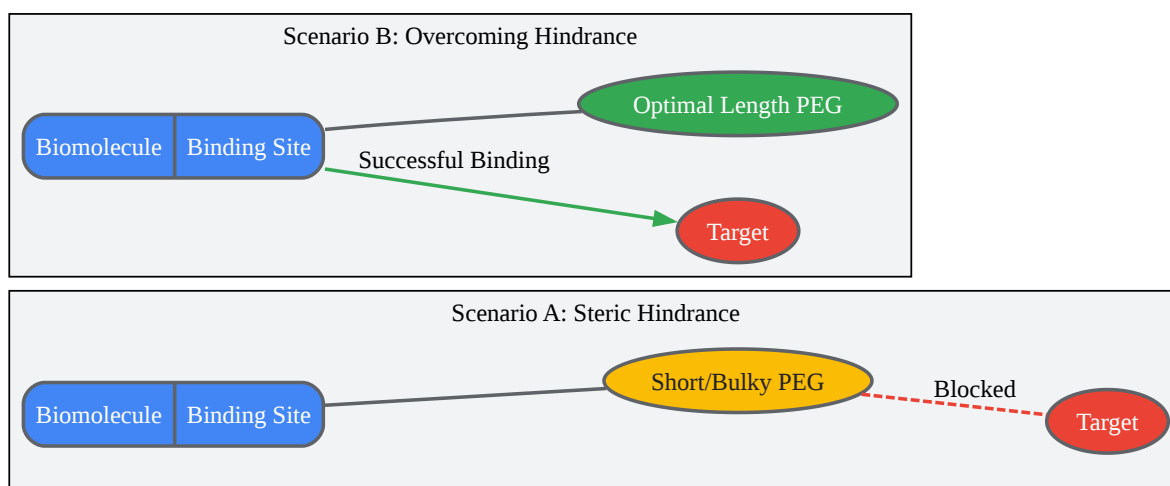 Scenario B: Overcoming Hindrance
Optimal Length PEG
Biomolecule
Binding Site
Successful Binding
Target
Scenario A: Steric Hindrance
Short/Bulky PEG
Blocked
Biomolecule
Binding Site
Target